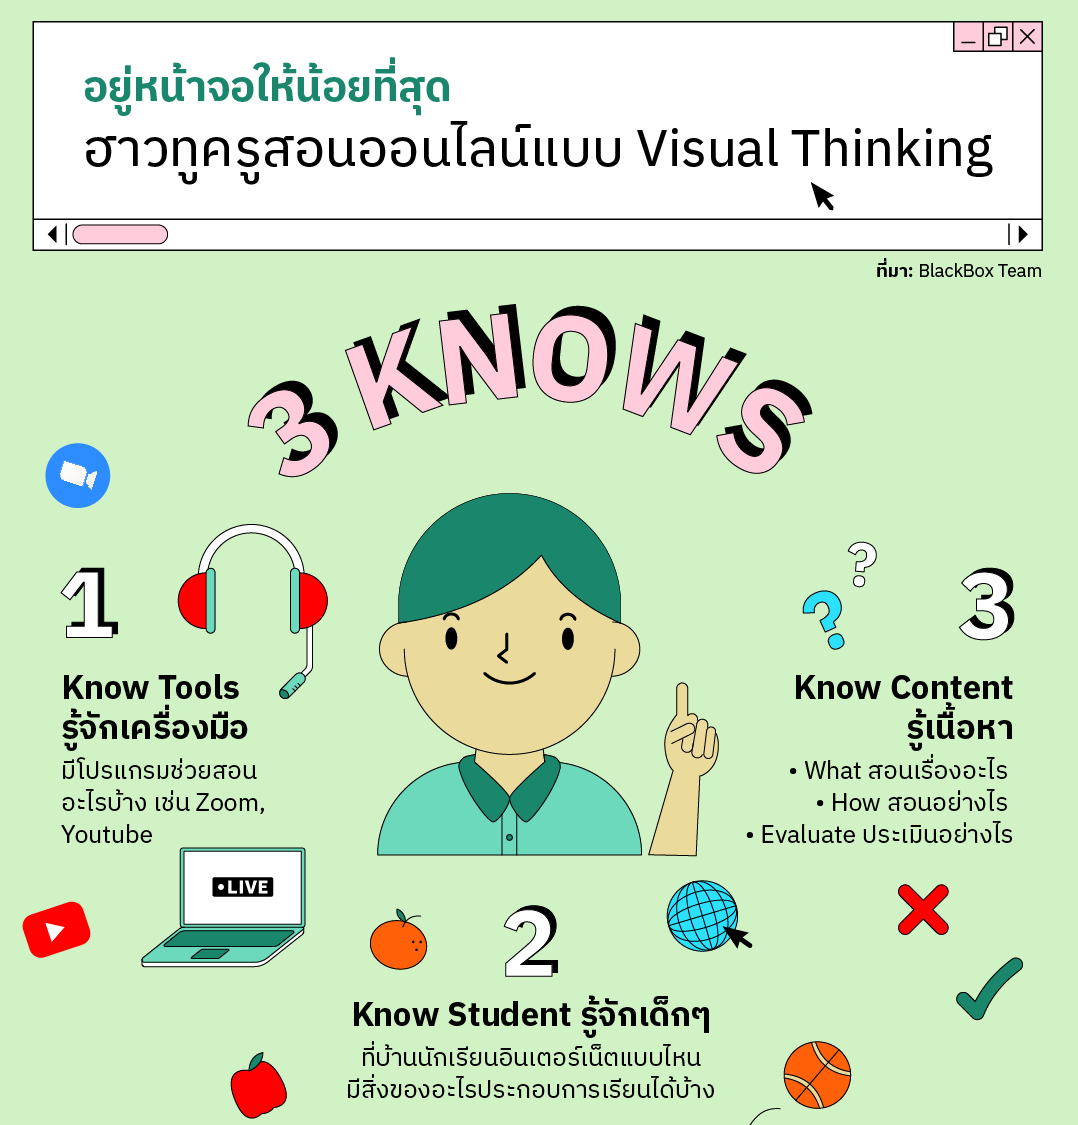 อยู่หน้าจอให้น้อยที่สุด
ฮาวทูครูสอนออนไลน์แบบ Visual Thinking
ที่มา: BlackBox Team
3 KNOWS
1
Know Tools
รู้จักเครื่องมือ
มีโปรแกรมช่วยสอน
อะไรบ้าง เช่น Zoom,
Youtube
•LIVE
2
Know Student รู้จักเด็กๆ
ที่บ้านนักเรียนอินเตอร์เน็ตแบบไหน
มีสิ่งของอะไรประกอบการเรียนได้บ้าง
? ?
3
Know Content
รู้เนื้อหา
• What สอนเรื่องอะไร
• How สอนอย่างไร
• Evaluate ประเมินอย่างไร